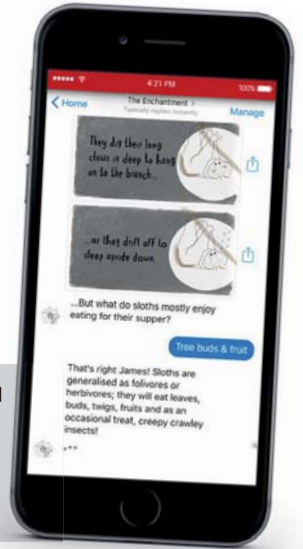 4:21 PM
100%
Home
The Enchantment >
Typically replies instantly
Manage
They dig their long
claws in deep to hang
on to the branch...
...as they drift off to
sleep upside down.
...But what do sloths mostly enjoy
eating for their supper?
Tree buds & fruit
That's right James! Sloths are
generalised as folivores or
herbivores; they will eat leaves,
buds, twigs, fruits and as an
occasional treat, creepy crawley
insects!